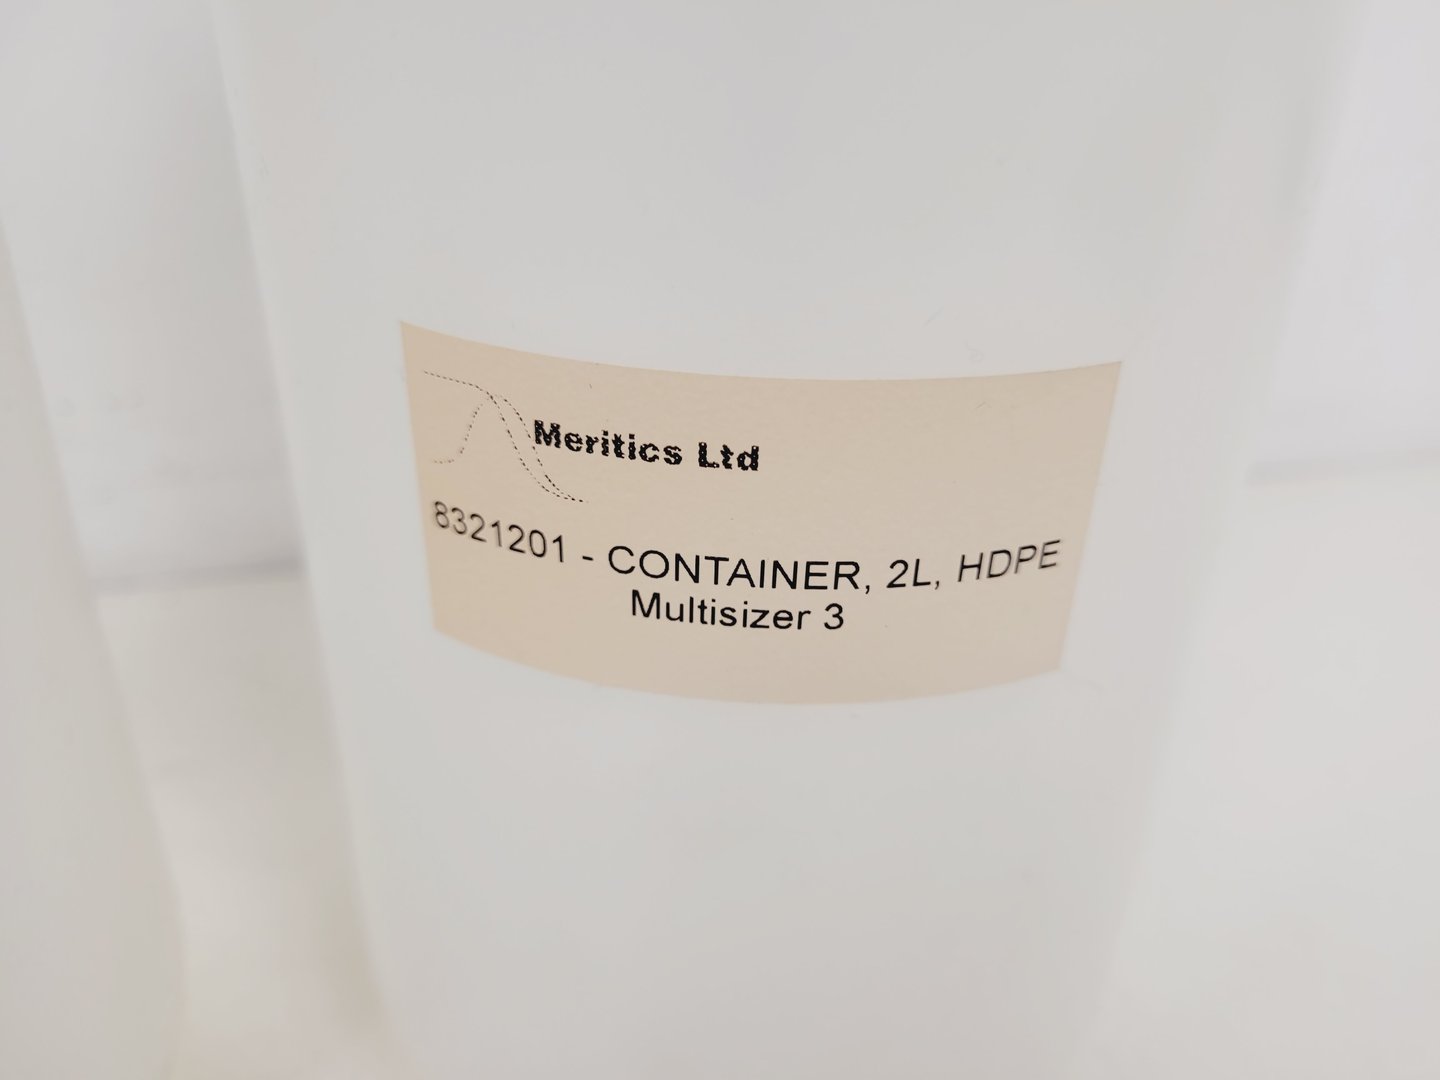 Meritics Ltd
8321201 - CONTAINER, 2L, HDPE
Multisizer 3